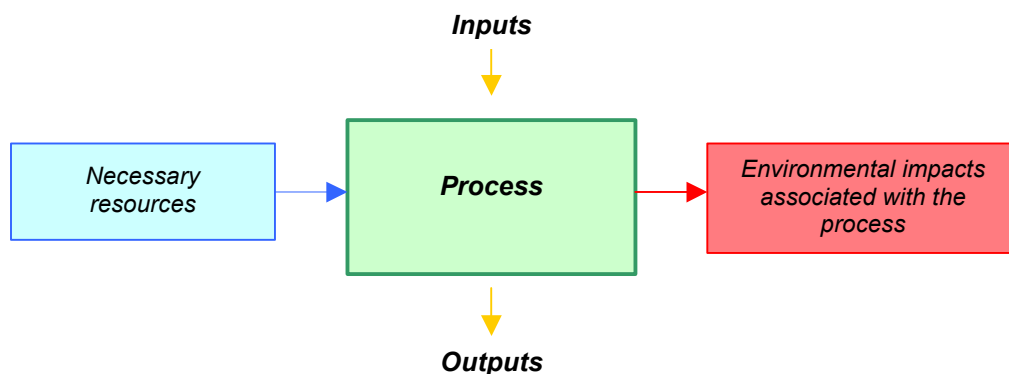 Inputs
Necessary
resources
Process
Environmental impacts
associated with the
process
Outputs